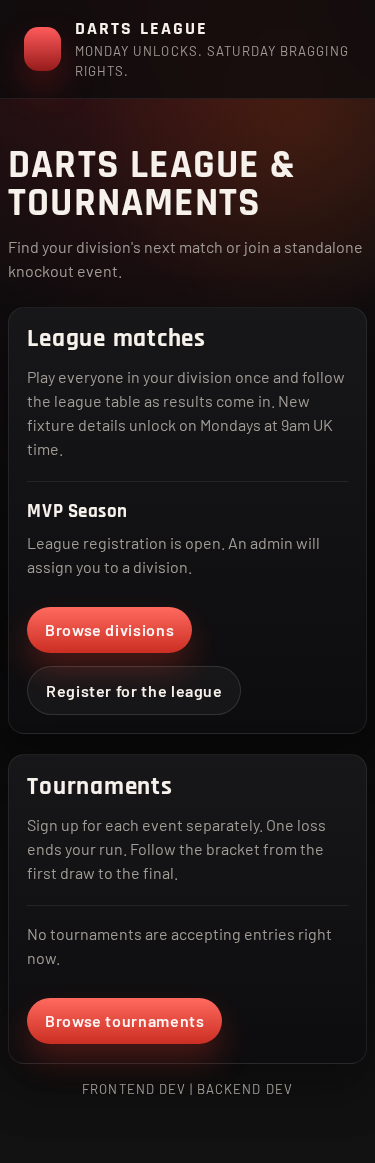 DARTS LEAGUE
MONDAY UNLOCKS. SATURDAY BRAGGING
RIGHTS.
DARTS LEAGUE &
TOURNAMENTS
Find your division's next match or join a standalone
knockout event.
League matches
Play everyone in your division once and follow
the league table as results come in. New
fixture details unlock on Mondays at 9am UK
time.
MVP Season
League registration is open. An admin will
assign you to a division.
Browse divisions
Register for the league
Tournaments
Sign up for each event separately. One loss
ends your run. Follow the bracket from the
first draw to the final.
No tournaments are accepting entries right
now.
Browse tournaments
FRONTEND DEV | BACKEND DEV